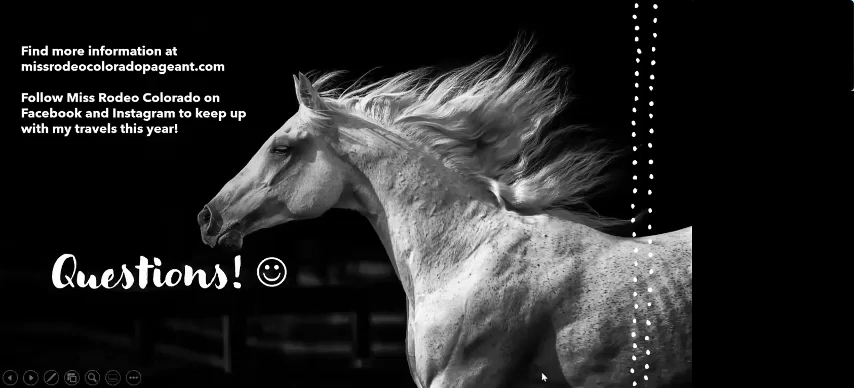 Find more information at
missrodeocoloradopageant.com
Follow Miss Rodeo Colorado on
Facebook and Instagram to keep up
with my travels this year!
Questions! ☺